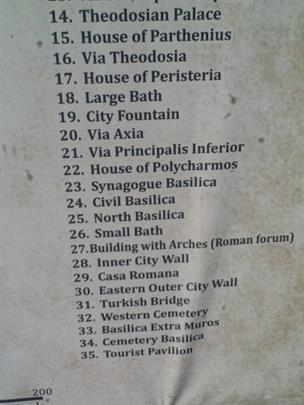 14. Theodosian Palace
15. House of Parthenius
16. Via Theodosia
17. House of Peristeria
18. Large Bath
19. City Fountain
20. Via Axia
21. Via Principalis Inferior
22. House of Polycharmos
23. Synagogue Basilica
24. Civil Basilica
25. North Basilica
26. Small Bath
27.Building with Arches (Roman forum)
28. Inner City Wall
29. Casa Romana
30. Eastern Outer City Wall
31. Turkish Bridge
32. Western Cemetery
33. Basilica Extra Muros
34. Cemetery Basilica
35. Tourist Pavilion
200